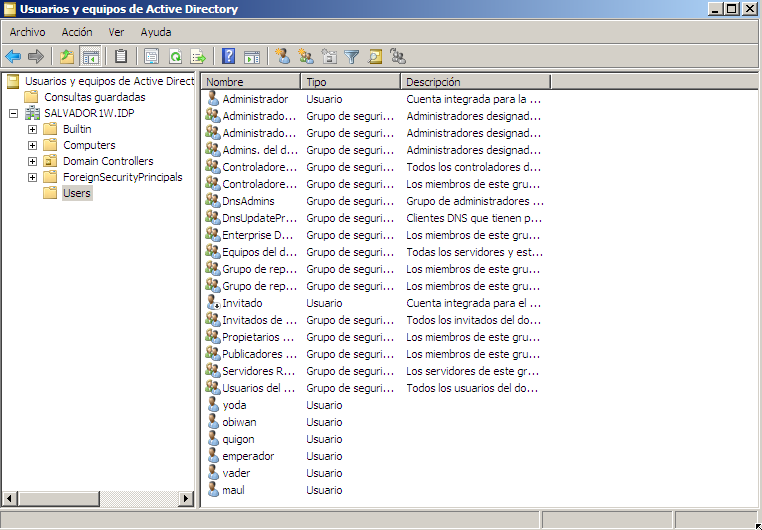 Usuarios y equipos de Active Directory
Archivo Acción Ver Ayuda
Usuarios y equipos de Active Direct
Consultas guardadas
SALVADOR1W.IDP
Builtin
Computers
Domain Controllers
ForeignSecurityPrincipals
Users
Nombre Tipo Descripción
Administrador Usuario Cuenta integrada para la ...
Administrado... Grupo de seguri... Administradores designad...
Administrado... Grupo de seguri... Administradores designad...
Admins. del d... Grupo de seguri... Administradores designad...
Controladore... Grupo de seguri... Todos los controladores d...
Controladore... Grupo de seguri... Los miembros de este gru...
DnsAdmins Grupo de seguri... Grupo de administradores ...
DnsUpdatePr... Grupo de seguri... Clientes DNS que tienen p...
Enterprise D... Grupo de seguri... Los miembros de este gru...
Equipos del d... Grupo de seguri... Todas los servidores y est...
Grupo de rep... Grupo de seguri... Los miembros de este gru...
Grupo de rep... Grupo de seguri... Los miembros de este gru...
Invitado Usuario Cuenta integrada para el ...
Invitados de ... Grupo de seguri... Todos los invitados del do...
Propietarios ... Grupo de seguri... Los miembros de este gru...
Publicadores ... Grupo de seguri... Los miembros de este gru...
Servidores R... Grupo de seguri... Los servidores de este gr...
Usuarios del ... Grupo de seguri... Todos los usuarios del do...
yoda Usuario
obiwan Usuario
quigon Usuario
emperador Usuario
vader Usuario
maul Usuario